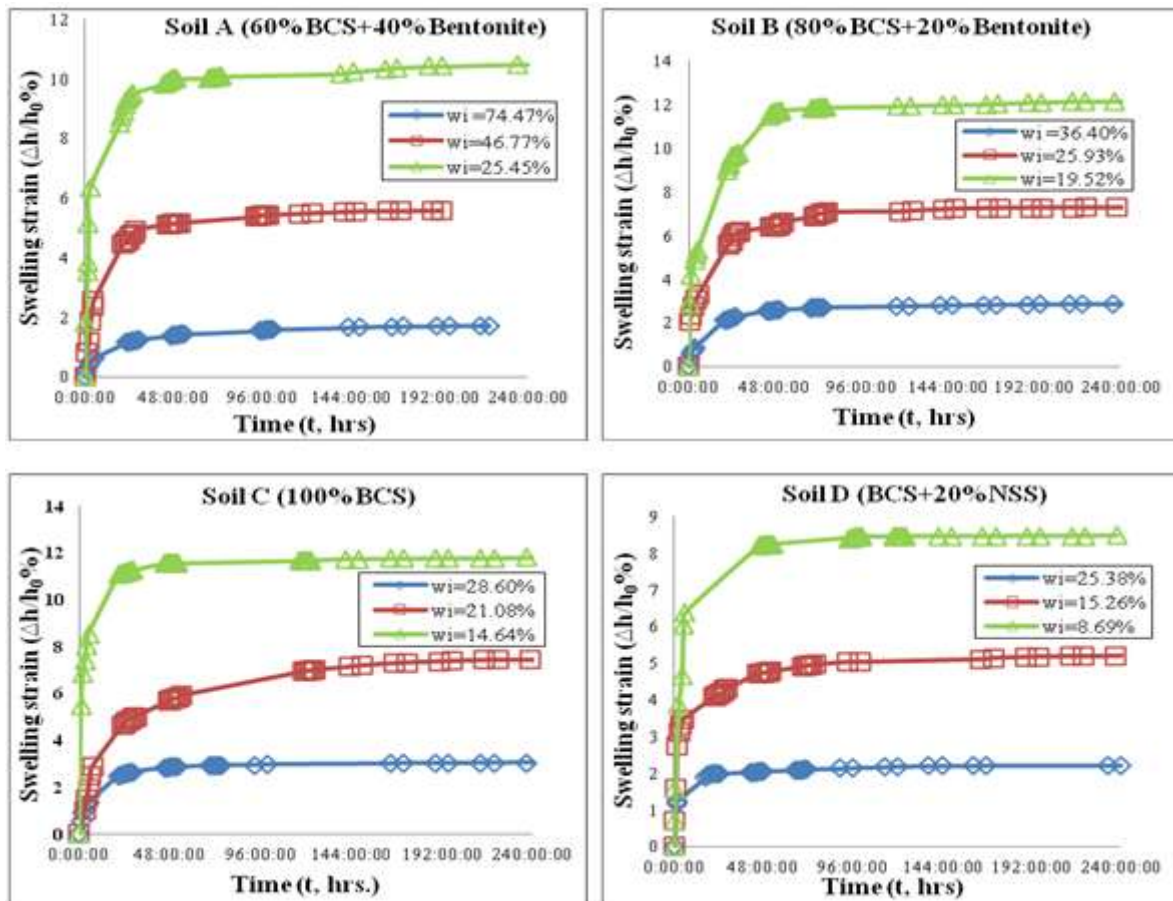 Soil A (60% BCS+40% Bentonite)
Swelling strain (△h/h₀%)
12
10
8
6
4
2
0
wi =74.47%
wi=46.77%
wi=25.45%
0:00:00 48:00:00 96:00:00 144:00:00 192:00:00 240:00:00
Time (t, hrs)
Soil B (80% BCS+20% Bentonite)
Swelling strain (△h/h₀%)
14
12
10
8
6
4
2
0
wi=36.40%
wi=25.93%
wi=19.52%
0:00:00 48:00:00 96:00:00 144:00:00 192:00:00 240:00:00
Time (t, hrs)
Soil C (100% BCS)
Swelling strain (△h/h₀%)
14
12
10
8
6
4
2
0
wi=28.60%
wi=21.08%
wi=14.64%
0:00:00 48:00:00 96:00:00 144:00:00 192:00:00 240:00:00
Time (t, hrs.)
Soil D (BCS+20% NSS)
Swelling strain (△h/h₀%)
9
8
7
6
5
4
3
2
1
0
wi=25.38%
wi=15.26%
wi=8.69%
0:00:00 48:00:00 96:00:00 144:00:00 192:00:00 240:00:00
Time (t, hrs)